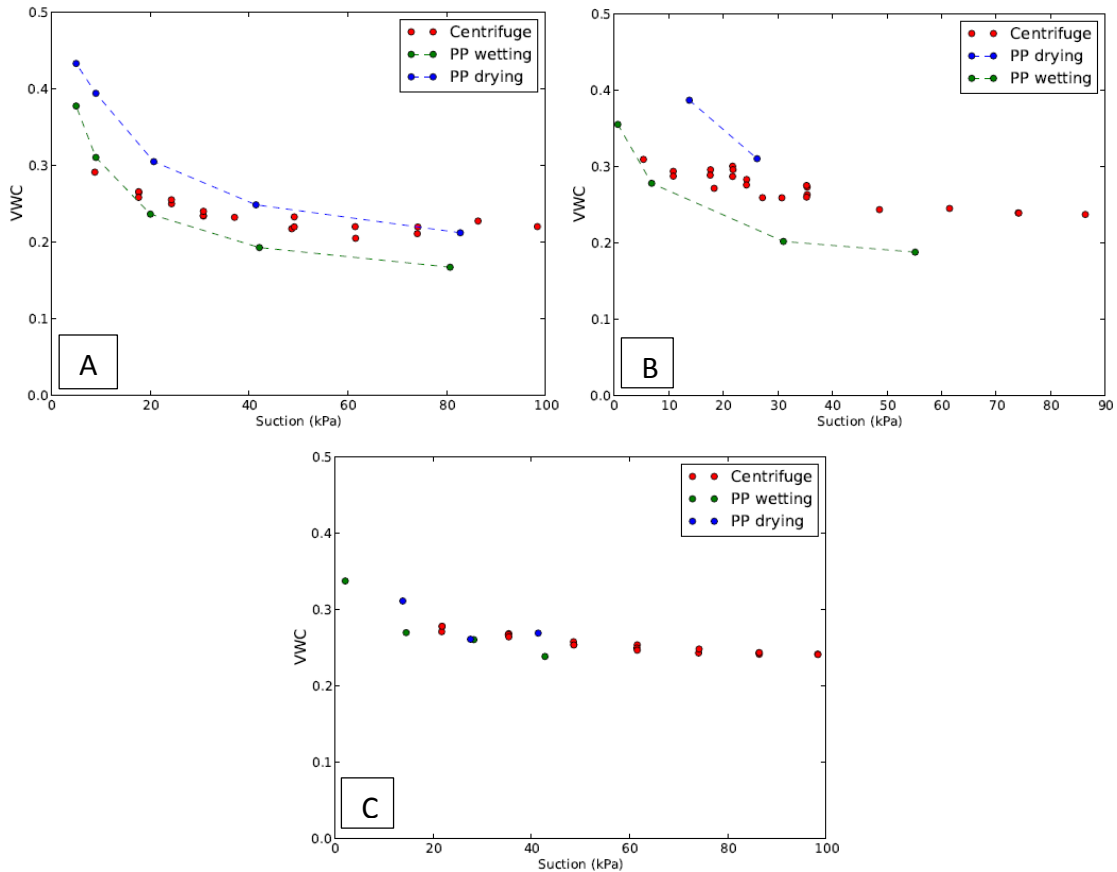 0.5
0.4
0.3
0.2
0.1
0.0
VWC
0
20
40
60
80
100
Suction (kPa)
Centrifuge
PP wetting
PP drying
A
0.5
0.4
0.3
0.2
0.1
0.0
VWC
0
10
20
30
40
50
60
70
80
90
Suction (kPa)
Centrifuge
PP drying
PP wetting
B
0.5
0.4
0.3
0.2
0.1
0.0
VWC
0
20
40
60
80
100
Suction (kPa)
Centrifuge
PP wetting
PP drying
C